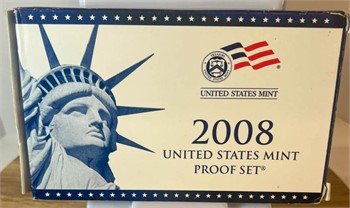 UNITED STATES MINT
2008
UNITED STATES MINT
PROOF SET®